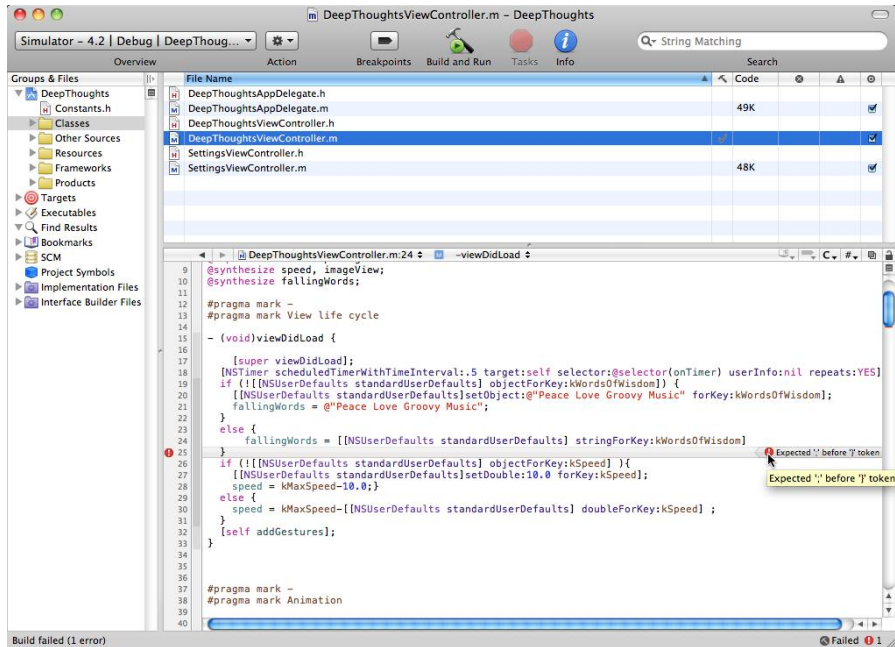 DeepThoughtsViewController.m – DeepThoughts
Simulator – 4.2 | Debug | DeepThoug...
String Matching
Overview Action Breakpoints Build and Run Tasks Info Search
Groups & Files
DeepThoughts
Constants.h
Classes
Other Sources
Resources
Frameworks
Products
Targets
Executables
Find Results
Bookmarks
SCM
Project Symbols
Implementation Files
Interface Builder Files
File Name Code
DeepThoughtsAppDelegate.h
DeepThoughtsAppDelegate.m 49K
DeepThoughtsViewController.h
DeepThoughtsViewController.m
SettingsViewController.h
SettingsViewController.m 48K
DeepThoughtsViewController.m:24 -viewDidLoad C #
9 @synthesize speed, imageView;
10 @synthesize fallingWords;
11
12 #pragma mark -
13 #pragma mark View life cycle
14
15 - (void)viewDidLoad {
16
17 [super viewDidLoad];
18 [NSTimer scheduledTimerWithTimeInterval:.5 target:self selector:@selector(onTimer) userInfo:nil repeats:YES]
19 if (![[NSUserDefaults standardUserDefaults] objectForKey:kWordsOfWisdom]) {
20 [[NSUserDefaults standardUserDefaults]setObject:@"Peace Love Groovy Music" forKey:kWordsOfWisdom];
21 fallingWords = @"Peace Love Groovy Music";
22 }
23 else {
24 fallingWords = [[NSUserDefaults standardUserDefaults] stringForKey:kWordsOfWisdom]
25 } Expected ';' before '}' token
26 if (![[NSUserDefaults standardUserDefaults] objectForKey:kSpeed] ){
27 [[NSUserDefaults standardUserDefaults]setDouble:10.0 forKey:kSpeed];
Expected ';' before '}' token
28 speed = kMaxSpeed-10.0;}
29 else {
30 speed = kMaxSpeed-[[NSUserDefaults standardUserDefaults] doubleForKey:kSpeed] ;
31 }
32 [self addGestures];
33 }
34
35
36
37 #pragma mark -
38 #pragma mark Animation
39
40
Build failed (1 error) Failed 1